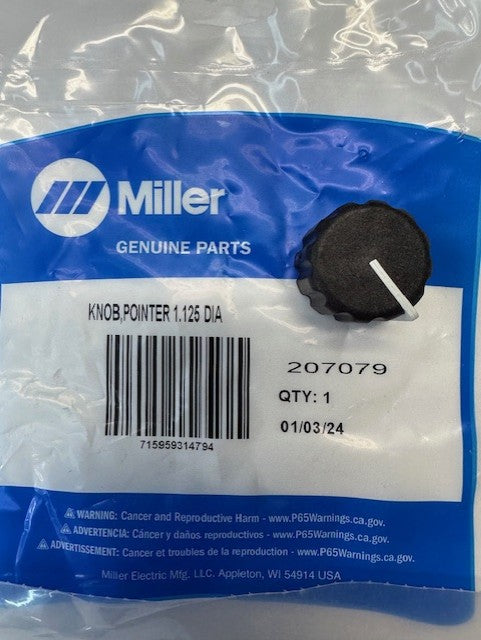 Miller
GENUINE PARTS
KNOB,POINTER 1.125 DIA
715959314794
207079
QTY: 1
01/03/24
WARNING: Cancer and Reproductive Harm - www.P65Warnings.ca.gov.
ADVERTENCIA: Cáncer y daños reproductivos - www.P65Warnings.ca.gov.
ADVERTISSEMENT: Cancer et troubles de la reproduction - www.P65Warnings.ca.gov.
Miller Electric Mfg. LLC. Appleton, WI 54914 USA